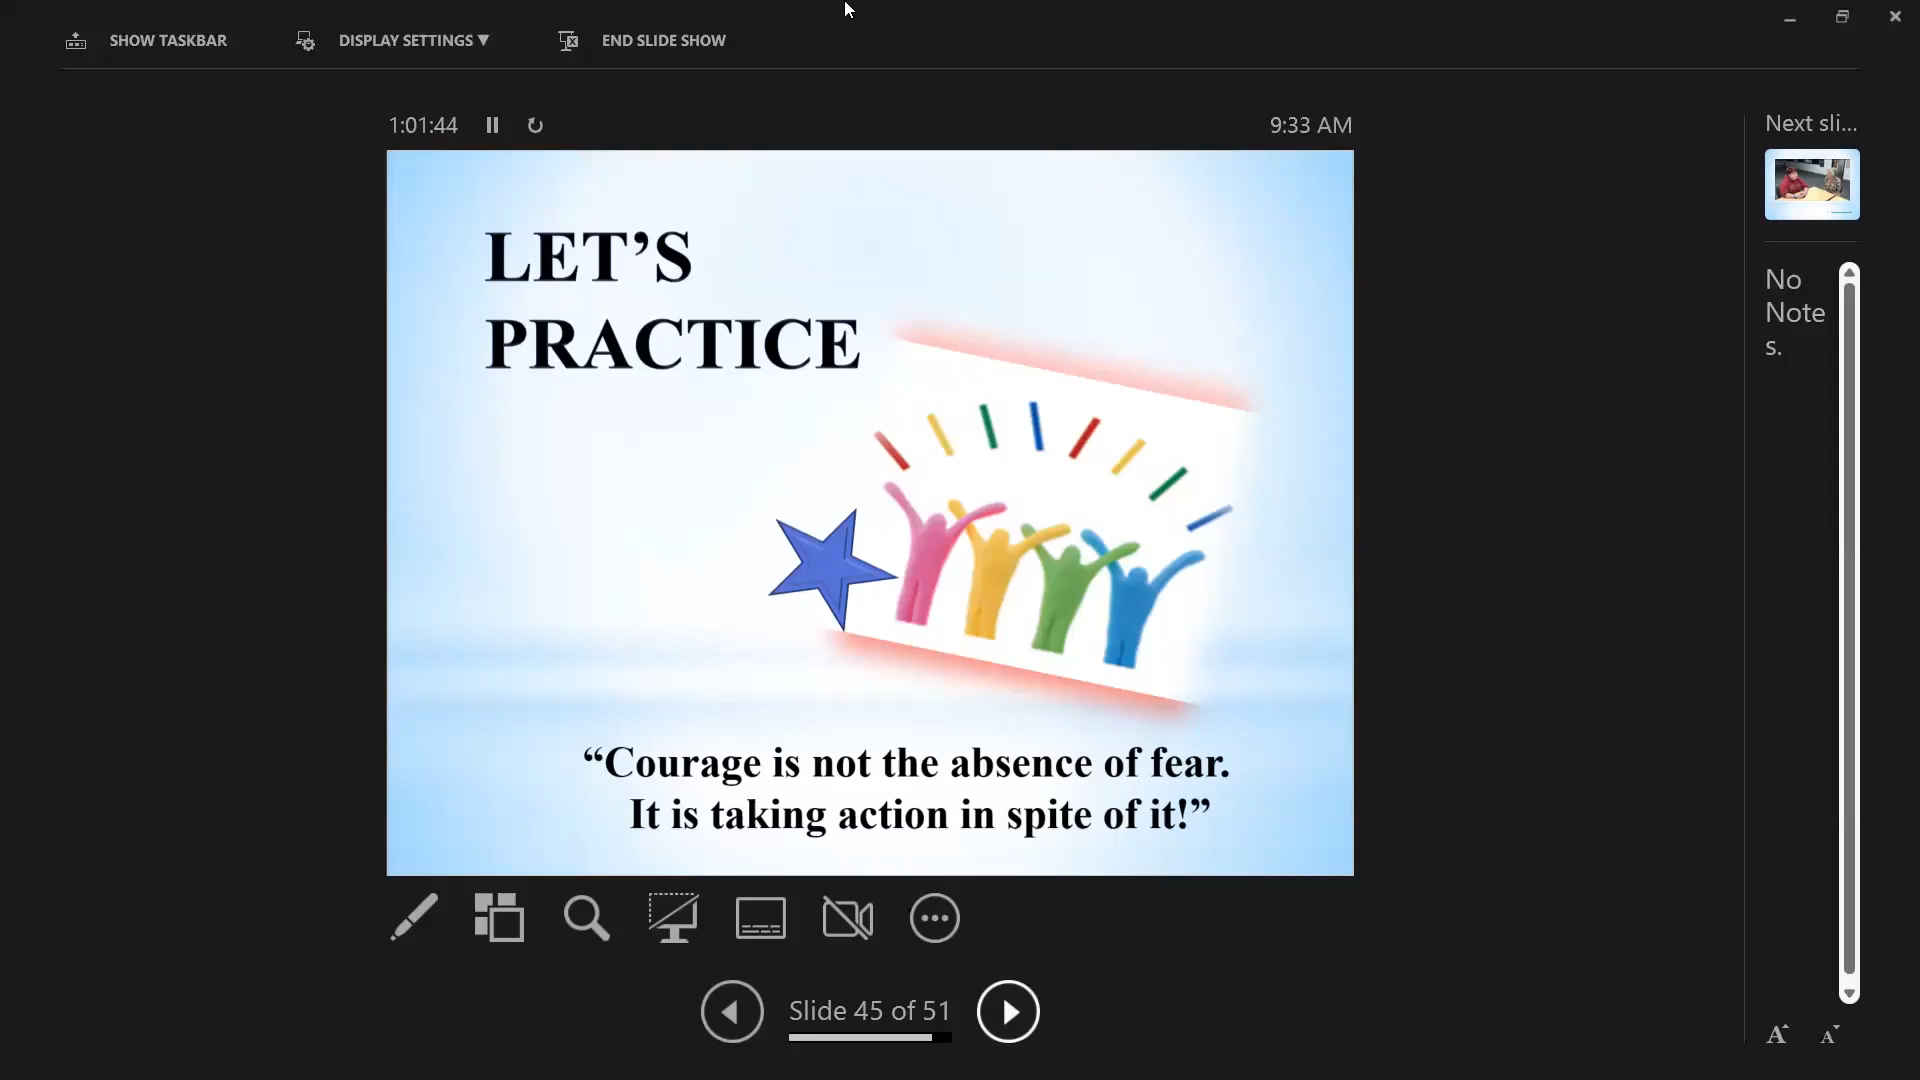 SHOW TASKBAR
DISPLAY SETTINGS ▼
END SLIDE SHOW
1:01:44
9:33 AM
Next sli...
LET’S
PRACTICE
No
Note
s.
“Courage is not the absence of fear.
It is taking action in spite of it!”
Slide 45 of 51
A A